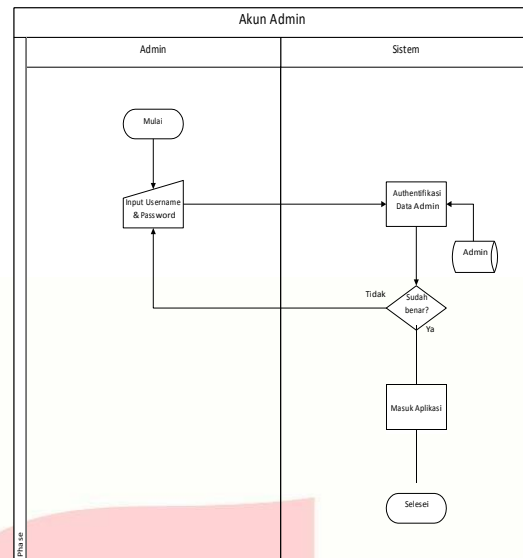 Akun Admin
Admin
Sistem
Mulai
Input Username
& Password
Authentifikasi
Data Admin
Admin
Tidak
Sudah
benar?
Ya
Masuk Aplikasi
Selesei
Phase